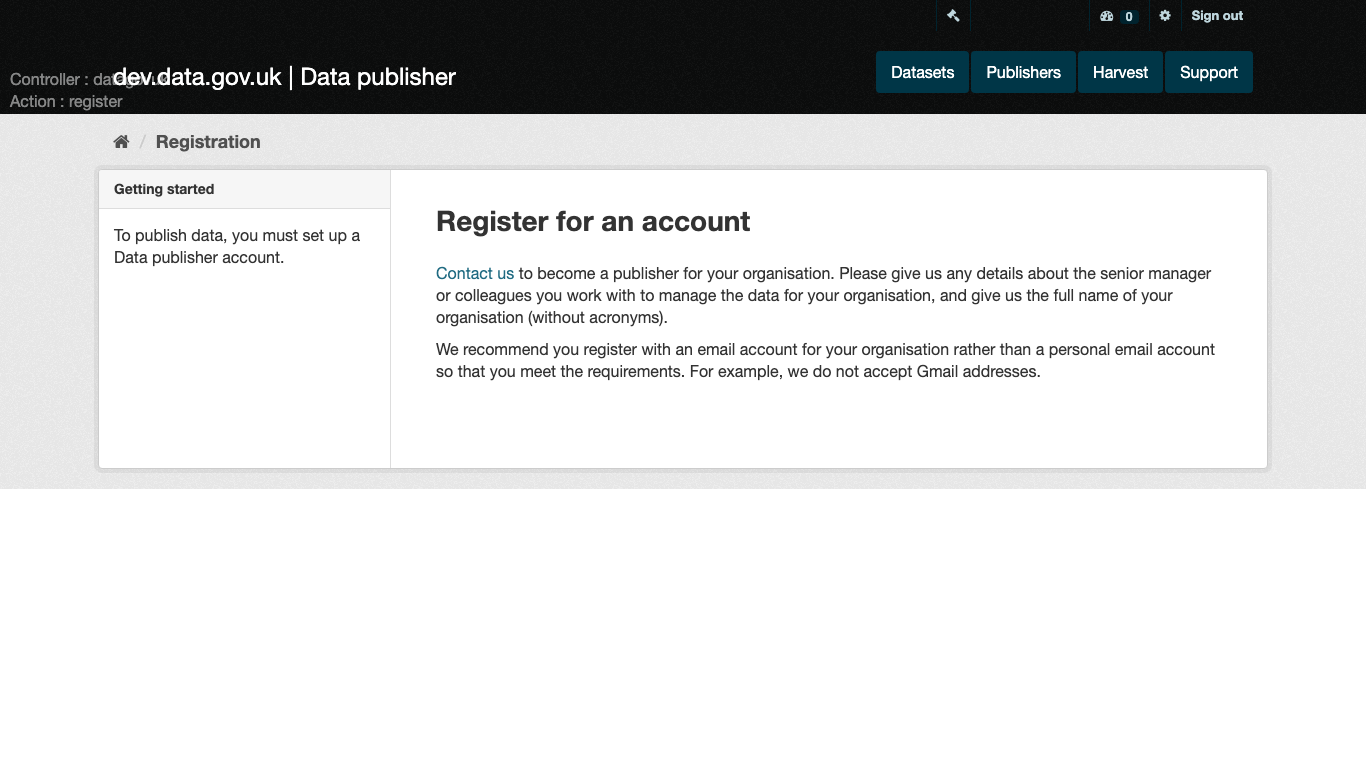 0
Sign out
Controller : datagovuk
dev.data.gov.uk | Data publisher
Action : register
Datasets
Publishers
Harvest
Support
Registration
Getting started
To publish data, you must set up a
Data publisher account.
Register for an account
Contact us to become a publisher for your organisation. Please give us any details about the senior manager
or colleagues you work with to manage the data for your organisation, and give us the full name of your
organisation (without acronyms).
We recommend you register with an email account for your organisation rather than a personal email account
so that you meet the requirements. For example, we do not accept Gmail addresses.